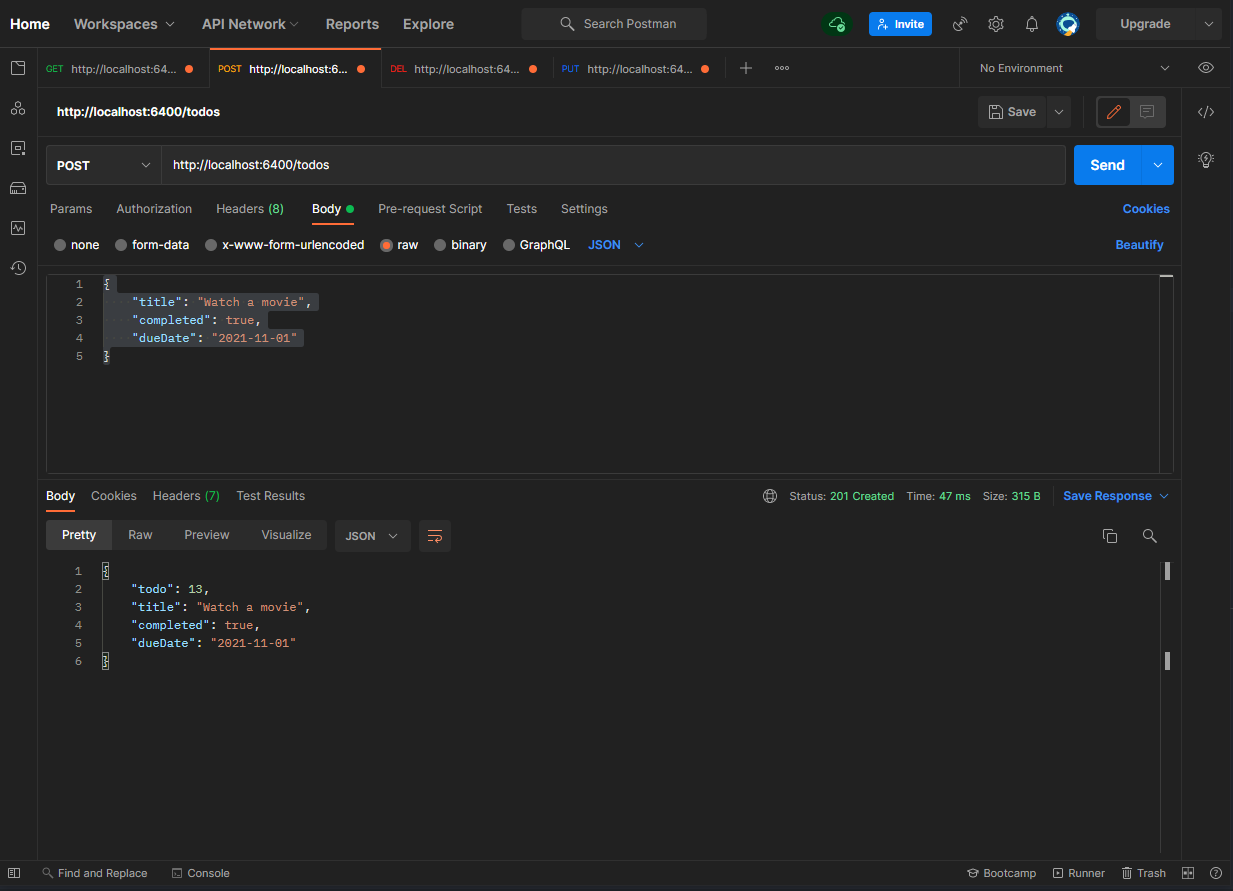 Home Workspaces API Network Reports Explore Search Postman Invite Upgrade
GET http://localhost:64... POST http://localhost:6... DEL http://localhost:64... PUT http://localhost:64... No Environment
http://localhost:6400/todos Save
POST http://localhost:6400/todos Send
Params Authorization Headers (8) Body Pre-request Script Tests Settings Cookies
none form-data x-www-form-urlencoded raw binary GraphQL JSON Beautify
1 {
2 "title": "Watch a movie",
3 "completed": true,
4 "dueDate": "2021-11-01"
5 }
Body Cookies Headers (7) Test Results Status: 201 Created Time: 47 ms Size: 315 B Save Response
Pretty Raw Preview Visualize JSON
1 {
2 "todo": 13,
3 "title": "Watch a movie",
4 "completed": true,
5 "dueDate": "2021-11-01"
6 }
Find and Replace Console Bootcamp Runner Trash